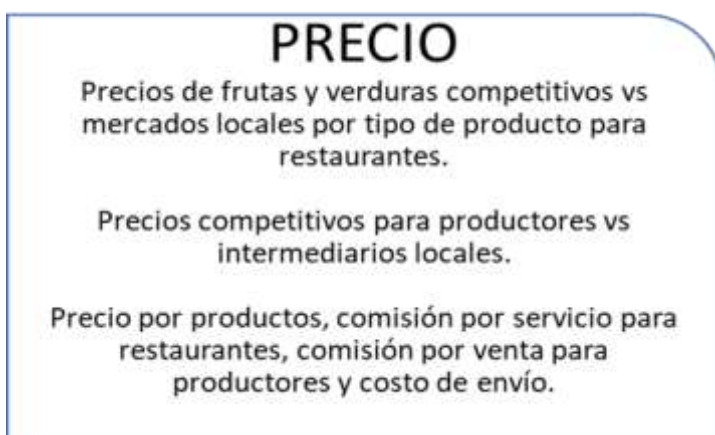 PRECIO
Precios de frutas y verduras competitivos vs
mercados locales por tipo de producto para
restaurantes.
Precios competitivos para productores vs
intermediarios locales.
Precio por productos, comisión por servicio para
restaurantes, comisión por venta para
productores y costo de envío.